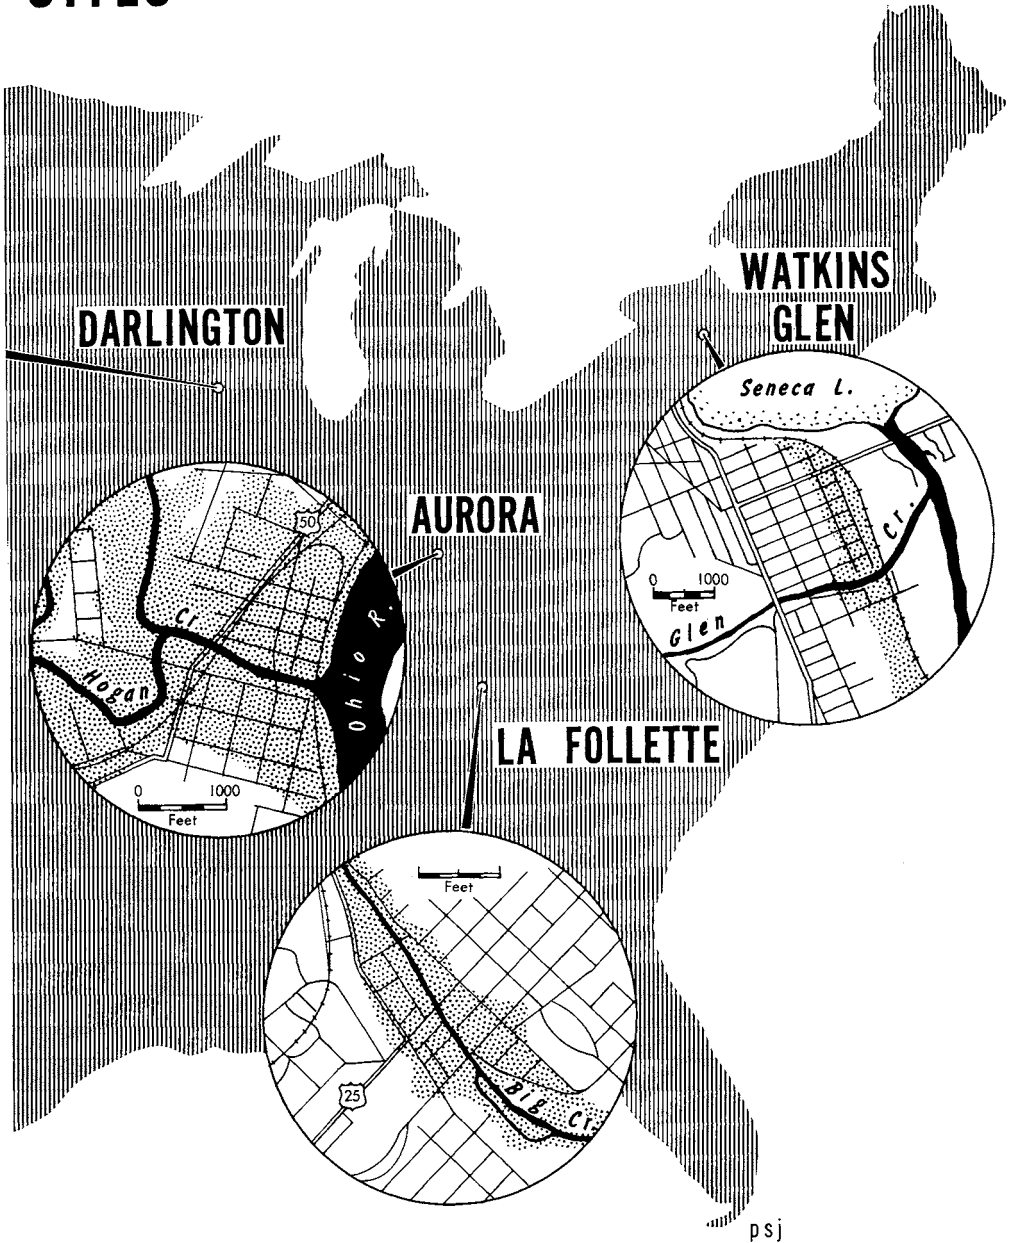 WATKINS
GLEN
DARLINGTON
Seneca L.
AURORA
50
Cr.
0 1000
Feet
Glen
Cr.
Ohio R.
Hogan
LA FOLLETTE
0 1000
Feet
Feet
25
Big Cr.
psj